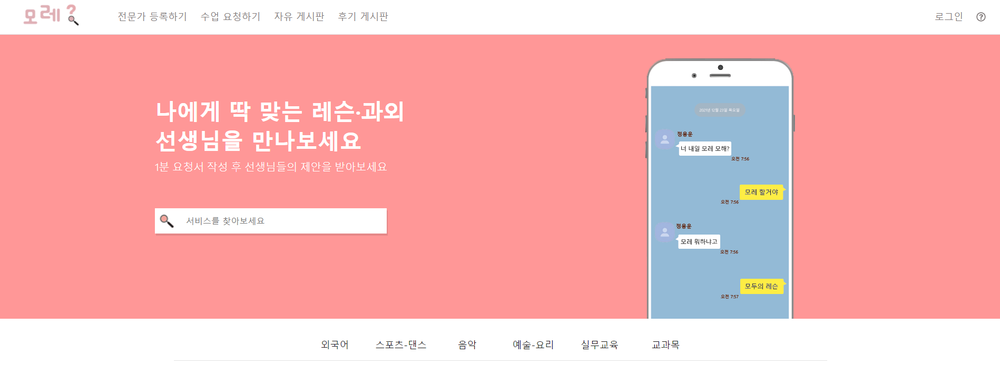 모레?
전문가 등록하기 수업 요청하기 자유 게시판 후기 게시판 로그인
나에게 딱 맞는 레슨·과외
선생님을 만나보세요
1분 요청서 작성 후 선생님들의 제안을 받아보세요
서비스를 찾아보세요
2021년 12월 23일 목요일
정용운
너 내일 모레 모해?
오전 7:56
모레 할거야
오전 7:56
정용운
모레 뭐하냐고
오전 7:56
모두의 레슨
오전 7:57
외국어 스포츠-댄스 음악 예술-요리 실무교육 교과목